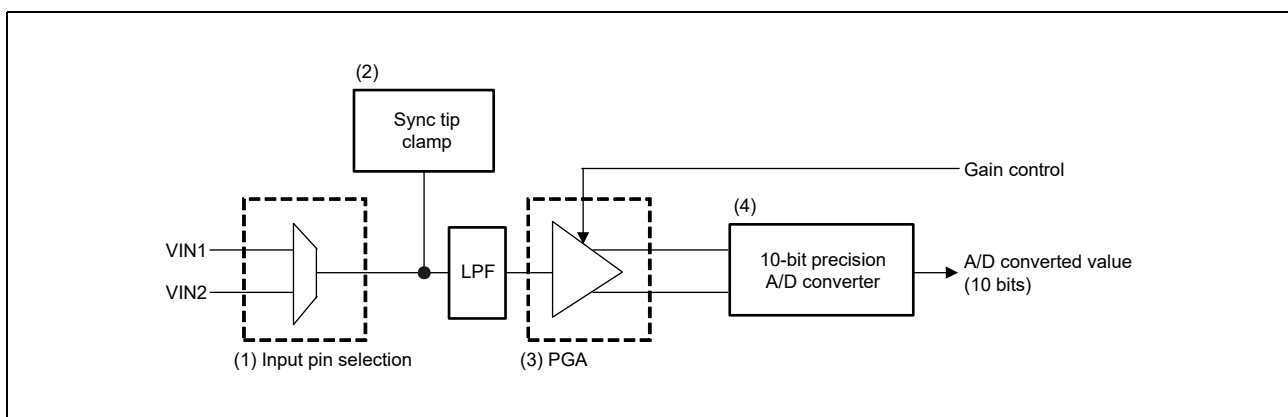 (2)
Sync tip
clamp
Gain control
(4)
VIN1
VIN2
LPF
10-bit precision
A/D converter
A/D converted value
(10 bits)
(1) Input pin selection
(3) PGA